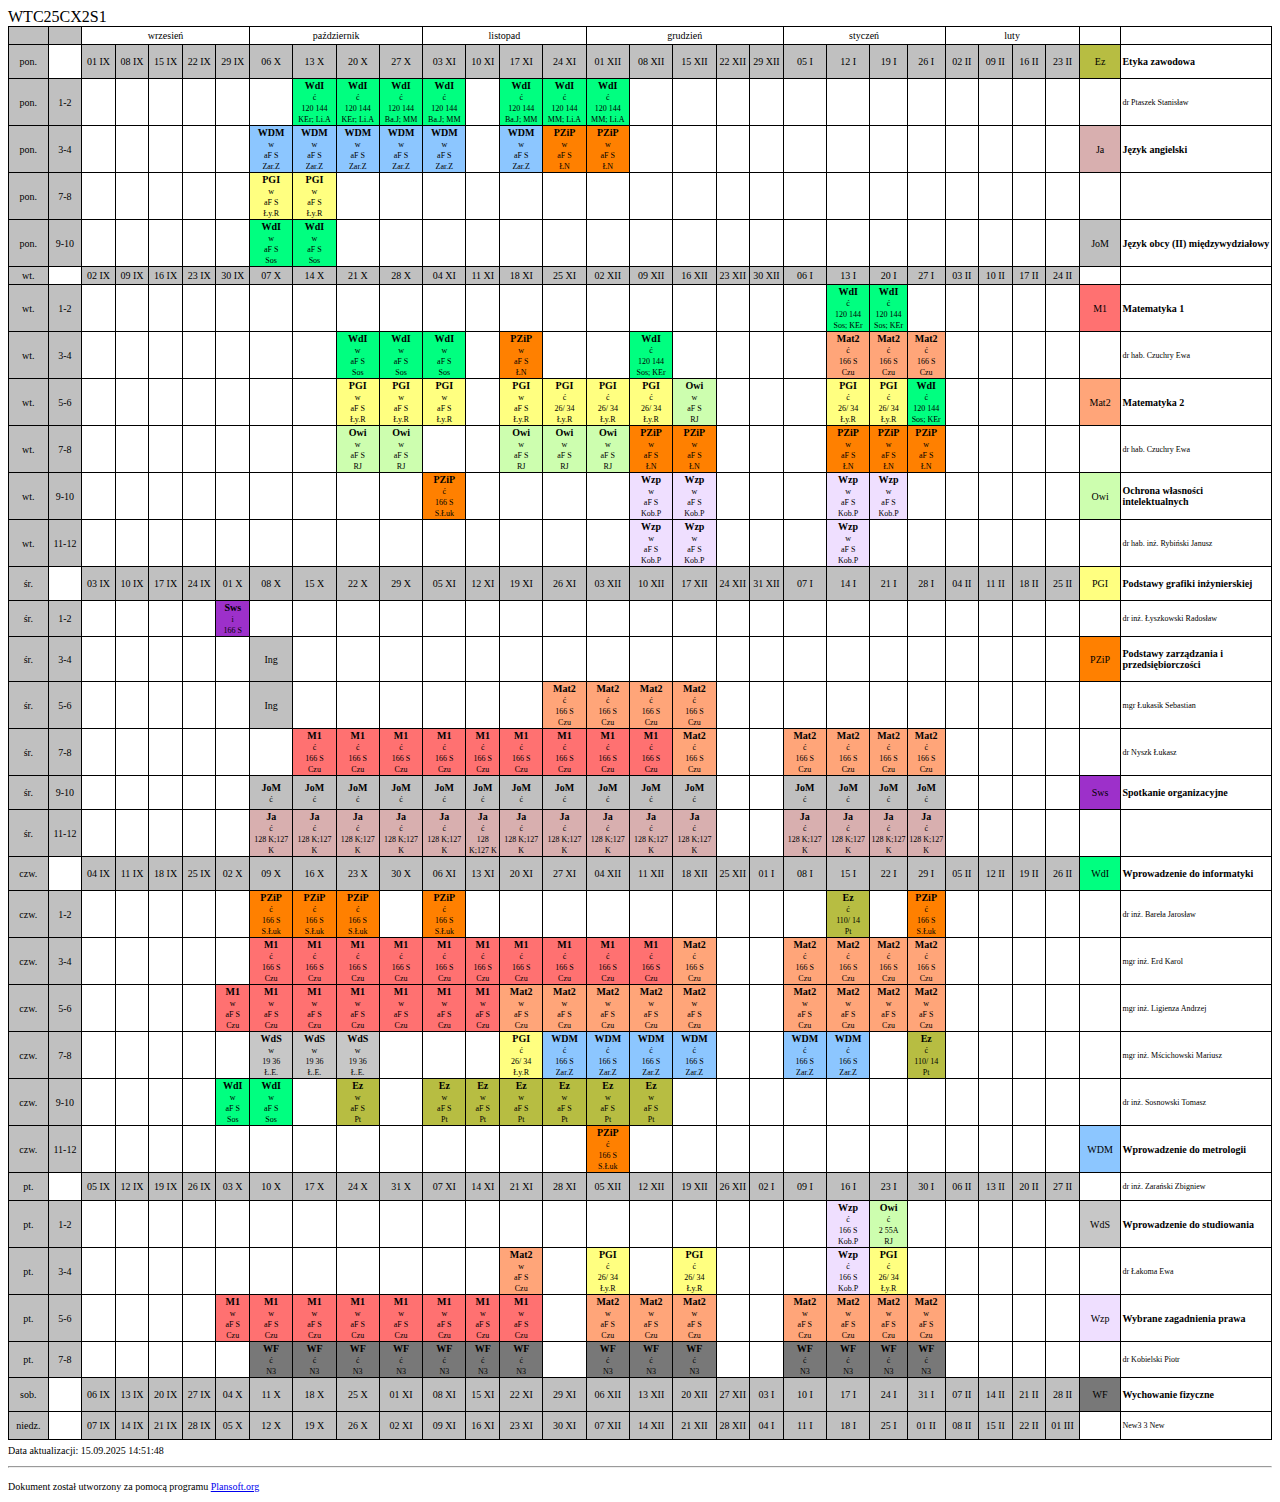 WTC25CX2S1
wrzesień październik listopad grudzień styczeń luty
pon. 01 IX 08 IX 15 IX 22 IX 29 IX 06 X 13 X 20 X 27 X 03 XI 10 XI 17 XI 24 XI 01 XII 08 XII 15 XII 22 XII 29 XII 05 I 12 I 19 I 26 I 02 II 09 II 16 II 23 II Ez Etyka zawodowa
WdI WdI WdI WdI WdI WdI WdI
ć ć ć ć ć ć ć
pon. 1-2 120 144 120 144 120 144 120 144 120 144 120 144 120 144 dr Ptaszek Stanisław
KEr; Li.A KEr; Li.A Ba.J; MM Ba.J; MM Ba.J; MM MM; Li.A MM; Li.A
WDM WDM WDM WDM WDM WDM PZiP PZiP
w w w w w w w w
pon. 3-4 aF S aF S aF S aF S aF S aF S aF S aF S Ja Język angielski
Zar.Z Zar.Z Zar.Z Zar.Z Zar.Z Zar.Z ŁN ŁN
PGI PGI
w w
pon. 7-8 aF S aF S
Ły.R Ły.R
WdI WdI
w w
pon. 9-10 aF S aF S JoM Język obcy (II) międzywydziałowy
Sos Sos
wt. 02 IX 09 IX 16 IX 23 IX 30 IX 07 X 14 X 21 X 28 X 04 XI 11 XI 18 XI 25 XI 02 XII 09 XII 16 XII 23 XII 30 XII 06 I 13 I 20 I 27 I 03 II 10 II 17 II 24 II
WdI WdI
ć ć
wt. 1-2 120 144 120 144 M1 Matematyka 1
Sos; KEr Sos; KEr
WdI WdI WdI PZiP WdI Mat2 Mat2 Mat2
w w w w ć ć ć ć
wt. 3-4 aF S aF S aF S aF S 120 144 166 S 166 S 166 S dr hab. Czuchry Ewa
Sos Sos Sos ŁN Sos; KEr Czu Czu Czu
PGI PGI PGI PGI PGI PGI PGI Owi PGI PGI WdI
w w w w ć ć ć w ć ć ć
wt. 5-6 aF S aF S aF S aF S 26/ 34 26/ 34 26/ 34 aF S 26/ 34 26/ 34 120 144 Mat2 Matematyka 2
Ły.R Ły.R Ły.R Ły.R Ły.R Ły.R Ły.R RJ Ły.R Ły.R Sos; KEr
Owi Owi Owi Owi Owi PZiP PZiP PZiP PZiP PZiP
w w w w w w w w w w
wt. 7-8 aF S aF S aF S aF S aF S aF S aF S aF S aF S aF S dr hab. Czuchry Ewa
RJ RJ RJ RJ RJ ŁN ŁN ŁN ŁN ŁN
PZiP Wzp Wzp Wzp Wzp
ć w w w w
wt. 9-10 166 S aF S aF S aF S aF S Owi Ochrona własności intelektualnych
S.Łuk Kob.P Kob.P Kob.P Kob.P
Wzp Wzp Wzp
w w w
wt. 11-12 aF S aF S aF S dr hab. inż. Rybiński Janusz
Kob.P Kob.P Kob.P
śr. 03 IX 10 IX 17 IX 24 IX 01 X 08 X 15 X 22 X 29 X 05 XI 12 XI 19 XI 26 XI 03 XII 10 XII 17 XII 24 XII 31 XII 07 I 14 I 21 I 28 I 04 II 11 II 18 II 25 II PGI Podstawy grafiki inżynierskiej
Sws
śr. 1-2 i dr inż. Łyszkowski Radosław
166 S
śr. 3-4 Ing PZiP Podstawy zarządzania i przedsiębiorczości
Mat2 Mat2 Mat2 Mat2
ć ć ć ć
śr. 5-6 Ing 166 S 166 S 166 S 166 S mgr Łukasik Sebastian
Czu Czu Czu Czu
M1 M1 M1 M1 M1 M1 M1 M1 M1 Mat2 Mat2 Mat2 Mat2 Mat2
ć ć ć ć ć ć ć ć ć ć ć ć ć ć
śr. 7-8 166 S 166 S 166 S 166 S 166 S 166 S 166 S 166 S 166 S 166 S 166 S 166 S 166 S 166 S dr Nyszk Łukasz
Czu Czu Czu Czu Czu Czu Czu Czu Czu Czu Czu Czu Czu Czu
JoM JoM JoM JoM JoM JoM JoM JoM JoM JoM JoM JoM JoM JoM JoM
śr. 9-10 ć ć ć ć ć ć ć ć ć ć ć ć ć ć ć Sws Spotkanie organizacyjne
Ja Ja Ja Ja Ja Ja Ja Ja Ja Ja Ja Ja Ja Ja Ja
ć ć ć ć ć ć ć ć ć ć ć ć ć ć ć
śr. 11-12 128 K;127 128 K;127 128 K;127 128 K;127 128 K;127 128 128 K;127 128 K;127 128 K;127 128 K;127 128 K;127 128 K;127 128 K;127 128 K;127 128 K;127
K K K K K K;127 K K K K K K K K K K
czw. 04 IX 11 IX 18 IX 25 IX 02 X 09 X 16 X 23 X 30 X 06 XI 13 XI 20 XI 27 XI 04 XII 11 XII 18 XII 25 XII 01 I 08 I 15 I 22 I 29 I 05 II 12 II 19 II 26 II WdI Wprowadzenie do informatyki
PZiP PZiP PZiP PZiP Ez PZiP
ć ć ć ć ć ć
czw. 1-2 166 S 166 S 166 S 166 S 110/ 14 166 S dr inż. Bareła Jarosław
S.Łuk S.Łuk S.Łuk S.Łuk Pt S.Łuk
M1 M1 M1 M1 M1 M1 M1 M1 M1 M1 Mat2 Mat2 Mat2 Mat2 Mat2
ć ć ć ć ć ć ć ć ć ć ć ć ć ć ć
czw. 3-4 166 S 166 S 166 S 166 S 166 S 166 S 166 S 166 S 166 S 166 S 166 S 166 S 166 S 166 S 166 S mgr inż. Erd Karol
Czu Czu Czu Czu Czu Czu Czu Czu Czu Czu Czu Czu Czu Czu Czu
M1 M1 M1 M1 M1 M1 M1 Mat2 Mat2 Mat2 Mat2 Mat2 Mat2 Mat2 Mat2 Mat2
w w w w w w w w w w w w w w w w
czw. 5-6 aF S aF S aF S aF S aF S aF S aF S aF S aF S aF S aF S aF S aF S aF S aF S aF S mgr inż. Ligienza Andrzej
Czu Czu Czu Czu Czu Czu Czu Czu Czu Czu Czu Czu Czu Czu Czu Czu
WdS WdS WdS PGI WDM WDM WDM WDM WDM WDM Ez
w w w ć ć ć ć ć ć ć ć
czw. 7-8 19 36 19 36 19 36 26/ 34 166 S 166 S 166 S 166 S 166 S 166 S 110/ 14 mgr inż. Mścichowski Mariusz
Ł.E. Ł.E. Ł.E. Ły.R Zar.Z Zar.Z Zar.Z Zar.Z Zar.Z Zar.Z Pt
WdI WdI Ez Ez Ez Ez Ez Ez Ez
w w w w w w w w w
czw. 9-10 aF S aF S aF S aF S aF S aF S aF S aF S aF S dr inż. Sosnowski Tomasz
Sos Sos Pt Pt Pt Pt Pt Pt Pt
PZiP
ć
czw. 11-12 166 S WDM Wprowadzenie do metrologii
S.Łuk
pt. 05 IX 12 IX 19 IX 26 IX 03 X 10 X 17 X 24 X 31 X 07 XI 14 XI 21 XI 28 XI 05 XII 12 XII 19 XII 26 XII 02 I 09 I 16 I 23 I 30 I 06 II 13 II 20 II 27 II dr inż. Zarański Zbigniew
Wzp Owi
ć ć
pt. 1-2 166 S 2 55A WdS Wprowadzenie do studiowania
Kob.P RJ
Mat2 PGI PGI Wzp PGI
w ć ć ć ć
pt. 3-4 aF S 26/ 34 26/ 34 166 S 26/ 34 dr Łakoma Ewa
Czu Ły.R Ły.R Kob.P Ły.R
M1 M1 M1 M1 M1 M1 M1 M1 Mat2 Mat2 Mat2 Mat2 Mat2 Mat2 Mat2
w w w w w w w w w w w w w w w
pt. 5-6 aF S aF S aF S aF S aF S aF S aF S aF S aF S aF S aF S aF S aF S aF S aF S Wzp Wybrane zagadnienia prawa
Czu Czu Czu Czu Czu Czu Czu Czu Czu Czu Czu Czu Czu Czu Czu
WF WF WF WF WF WF WF WF WF WF WF WF WF WF
pt. 7-8 ć ć ć ć ć ć ć ć ć ć ć ć ć ć dr Kobielski Piotr
N3 N3 N3 N3 N3 N3 N3 N3 N3 N3 N3 N3 N3 N3
sob. 06 IX 13 IX 20 IX 27 IX 04 X 11 X 18 X 25 X 01 XI 08 XI 15 XI 22 XI 29 XI 06 XII 13 XII 20 XII 27 XII 03 I 10 I 17 I 24 I 31 I 07 II 14 II 21 II 28 II WF Wychowanie fizyczne
niedz. 07 IX 14 IX 21 IX 28 IX 05 X 12 X 19 X 26 X 02 XI 09 XI 16 XI 23 XI 30 XI 07 XII 14 XII 21 XII 28 XII 04 I 11 I 18 I 25 I 01 II 08 II 15 II 22 II 01 III New3 3 New
Data aktualizacji: 15.09.2025 14:51:48
Dokument został utworzony za pomocą programu Plansoft.org